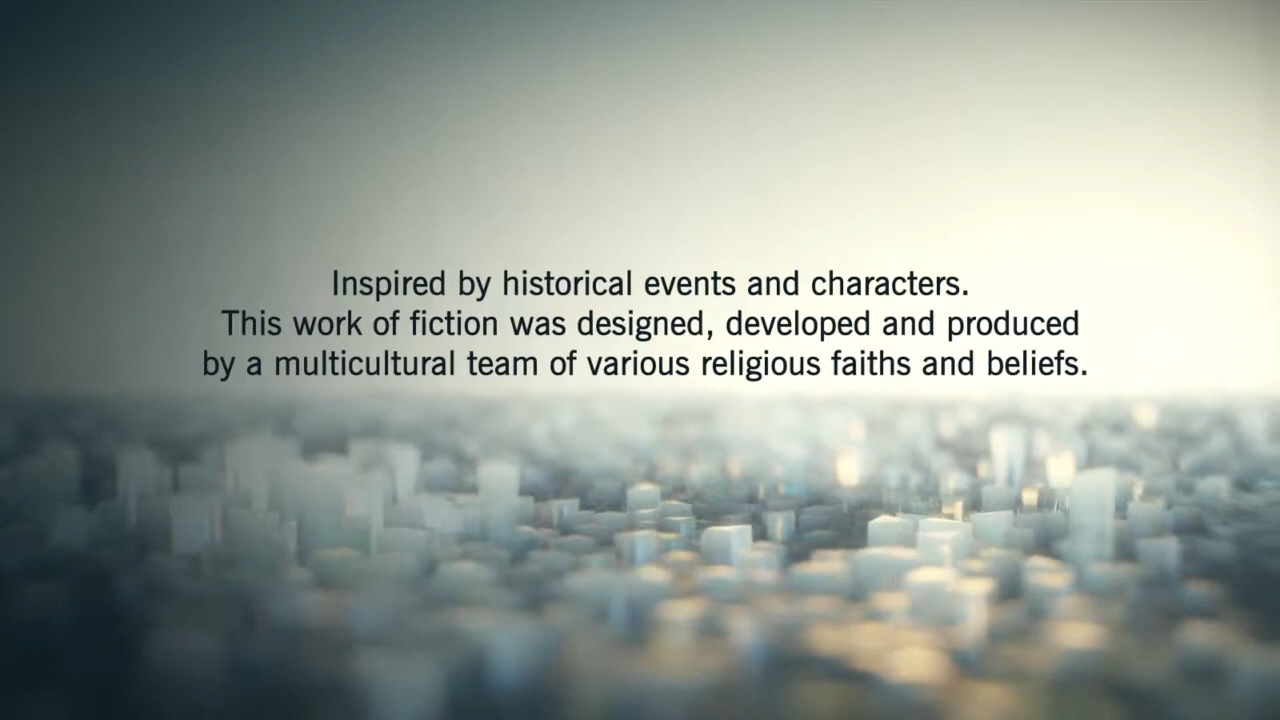 Inspired by historical events and characters.
This work of fiction was designed, developed and produced
by a multicultural team of various religious faiths and beliefs.